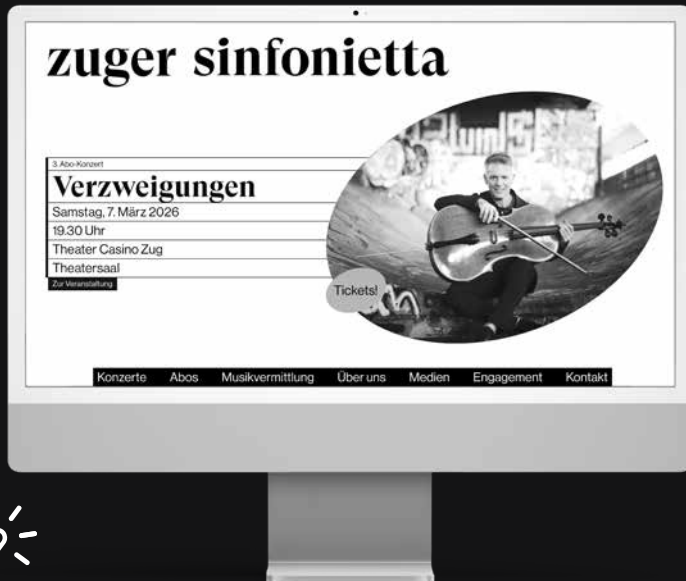 zuger sinfonietta
3. Abo-Konzert
Verzweigungen
Samstag, 7. März 2026
19.30 Uhr
Theater Casino Zug
Theatersaal
Zur Veranstaltung
Tickets!
Konzerte Abos Musikvermittlung Über uns Medien Engagement Kontakt